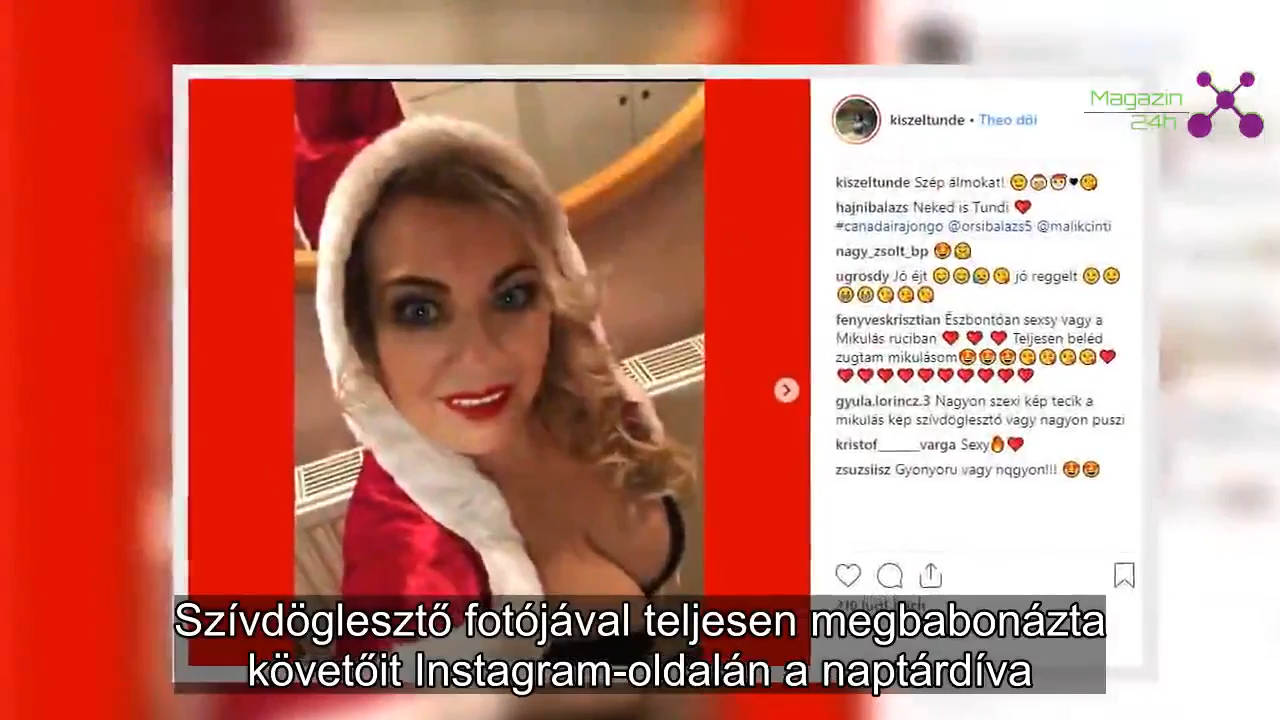 Magazin
24h
kiszeltunde • Theo dõi
kiszeltunde Szép álmokat!
hajnibalazs Neked is Tundi
#canadairajongo @orsibalazs5 @malikcinti
nagy_zsolt_bp
ugrosdy Jó éjt 😊😊😥😘 jó reggelt
fenyveskrisztian Észbontóan sexsy vagy a
Mikulás ruciban ❤ ❤ ❤ Teljesen beléd
zugtam mikulásom
gyula.lorincz.3 Nagyon szexi kép tecik a
mikulás kép szívdöglesztő vagy nagyon puszi
kristof______varga Sexy🔥❤
zsuzsiisz Gyonyoru vagy nqgyon!!!
Szívdöglesztő fotójával teljesen megbabonázta
követőit Instagram-oldalán a naptárdíva